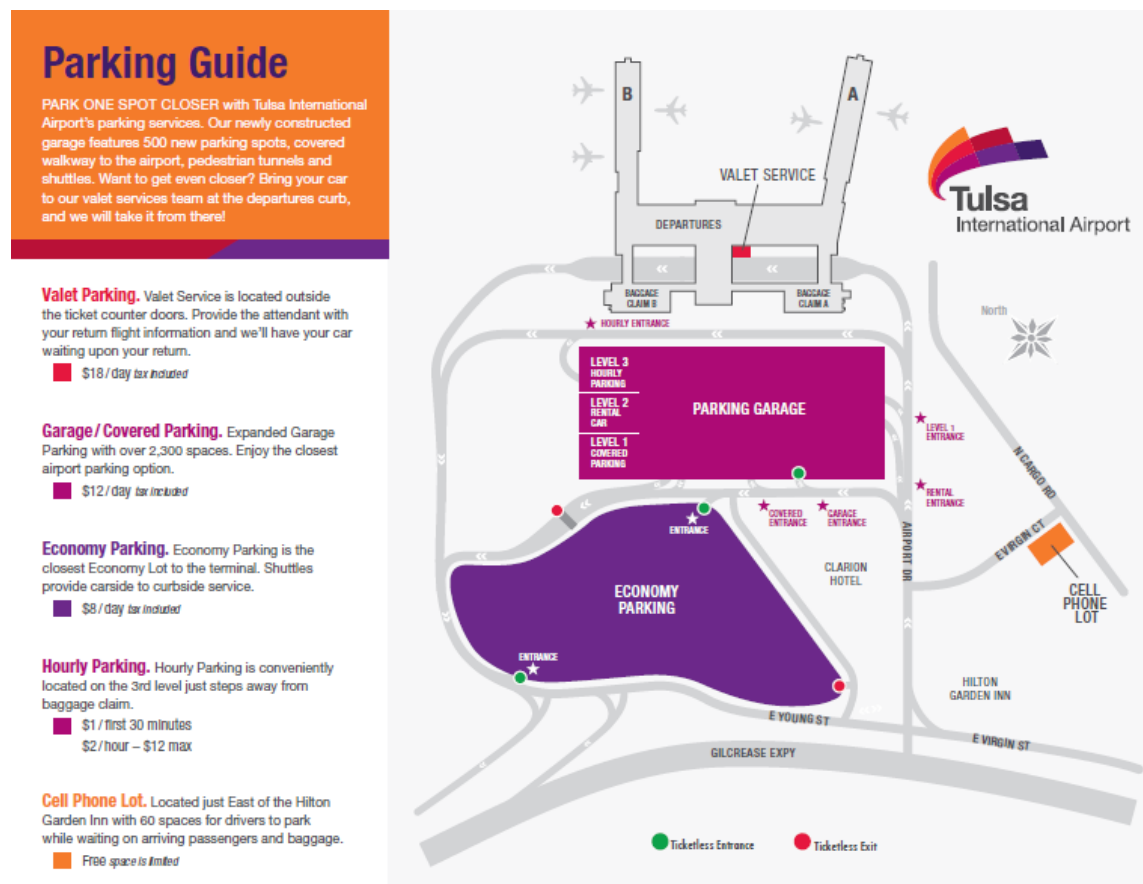 Parking Guide
PARK ONE SPOT CLOSER with Tulsa International
Airport's parking services. Our newly constructed
garage features 500 new parking spots, covered
walkway to the airport, pedestrian tunnels and
shuttles. Want to get even closer? Bring your car
to our valet services team at the departures curb,
and we will take it from there!
Valet Parking. Valet Service is located outside
the ticket counter doors. Provide the attendant with
your return flight information and we'll have your car
waiting upon your return.
$18/day tax included
Garage/Covered Parking. Expanded Garage
Parking with over 2,300 spaces. Enjoy the closest
airport parking option.
$12/day tax included
Economy Parking. Economy Parking is the
closest Economy Lot to the terminal. Shuttles
provide carside to curbside service.
$8/day tax included
Hourly Parking. Hourly Parking is conveniently
located on the 3rd level just steps away from
baggage claim.
$1/first 30 minutes
$2/hour – $12 max
Cell Phone Lot. Located just East of the Hilton
Garden Inn with 60 spaces for drivers to park
while waiting on arriving passengers and baggage.
Free space is limited
B
A
VALET SERVICE
DEPARTURES
BAGGAGE
CLAIM B
BAGGAGE
CLAIM A
Tulsa
International Airport
North
HOURLY ENTRANCE
LEVEL 3
HOURLY
PARKING
LEVEL 2
RENTAL
CAR
LEVEL 1
COVERED
PARKING
PARKING GARAGE
LEVEL 1
ENTRANCE
RENTAL
ENTRANCE
N CARGO RD
COVERED
ENTRANCE
GARAGE
ENTRANCE
ENTRANCE
AIRPORT DR
E VIRGIN CT
CLARION
HOTEL
CELL
PHONE
LOT
ECONOMY
PARKING
ENTRANCE
HILTON
GARDEN INN
E YOUNG ST
E VIRGIN ST
GILCREASE EXPY
Ticketless Entrance
Ticketless Exit